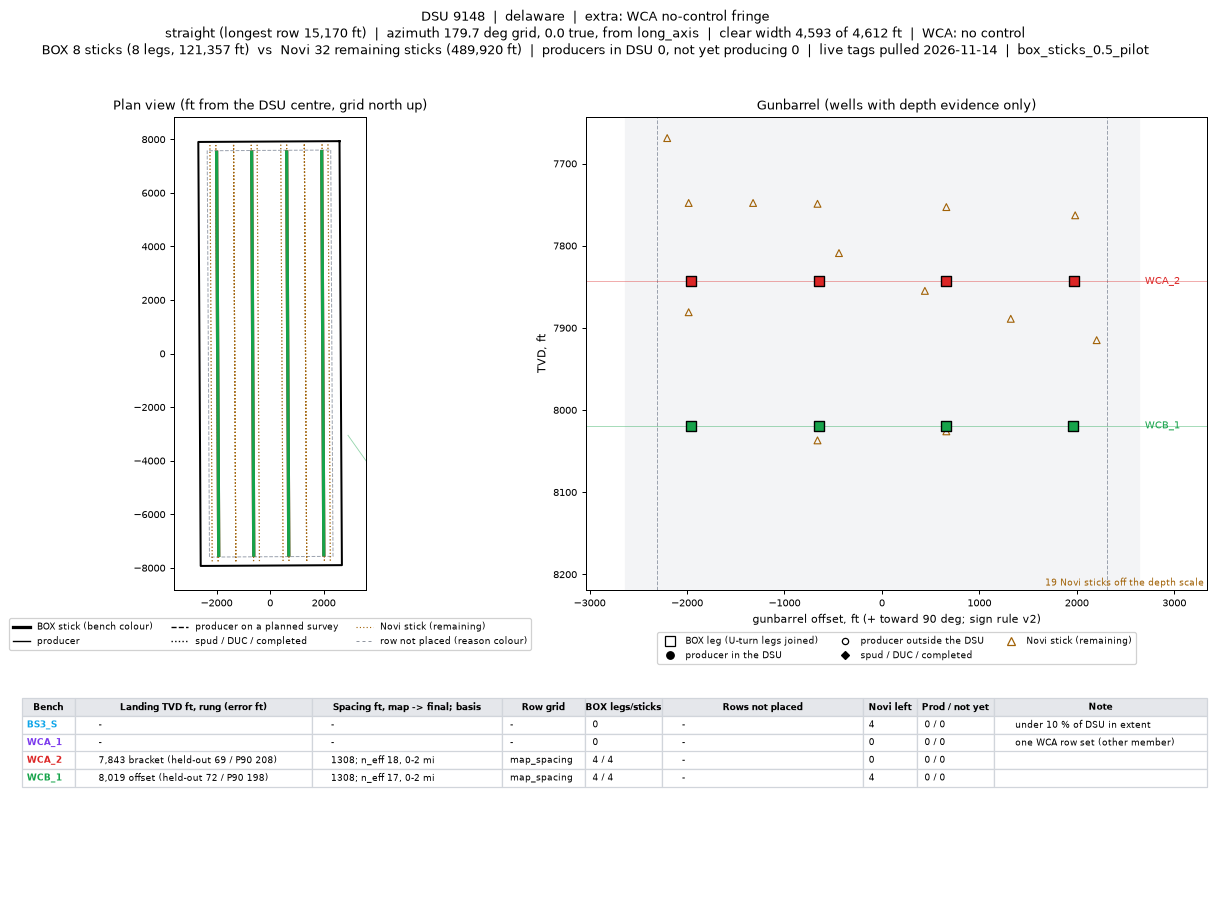 DSU 9148 | delaware | extra: WCA no-control fringe
straight (longest row 15,170 ft) | azimuth 179.7 deg grid, 0.0 true, from long_axis | clear width 4,593 of 4,612 ft | WCA: no control
BOX 8 sticks (8 legs, 121,357 ft) vs Novi 32 remaining sticks (489,920 ft) | producers in DSU 0, not yet producing 0 | live tags pulled 2026-11-14 | box_sticks_0.5_pilot
Plan view (ft from the DSU centre, grid north up)
8000
6000
4000
2000
0
−2000
−4000
−6000
−8000
−2000 0 2000
BOX stick (bench colour)
producer
producer on a planned survey
spud / DUC / completed
Novi stick (remaining)
row not placed (reason colour)
Gunbarrel (wells with depth evidence only)
TVD, ft
7700
7800
7900
8000
8100
8200
WCA_2
WCB_1
19 Novi sticks off the depth scale
−3000 −2000 −1000 0 1000 2000 3000
gunbarrel offset, ft (+ toward 90 deg; sign rule v2)
BOX leg (U-turn legs joined)
producer in the DSU
producer outside the DSU
spud / DUC / completed
Novi stick (remaining)
Bench Landing TVD ft, rung (error ft) Spacing ft, map -> final; basis Row grid BOX legs/sticks Rows not placed Novi left Prod / not yet Note
BS3_S - - - 0 - 4 0 / 0 under 10 % of DSU in extent
WCA_1 - - - 0 - 0 0 / 0 one WCA row set (other member)
WCA_2 7,843 bracket (held-out 69 / P90 208) 1308; n_eff 18, 0-2 mi map_spacing 4 / 4 - 0 0 / 0
WCB_1 8,019 offset (held-out 72 / P90 198) 1308; n_eff 17, 0-2 mi map_spacing 4 / 4 - 4 0 / 0